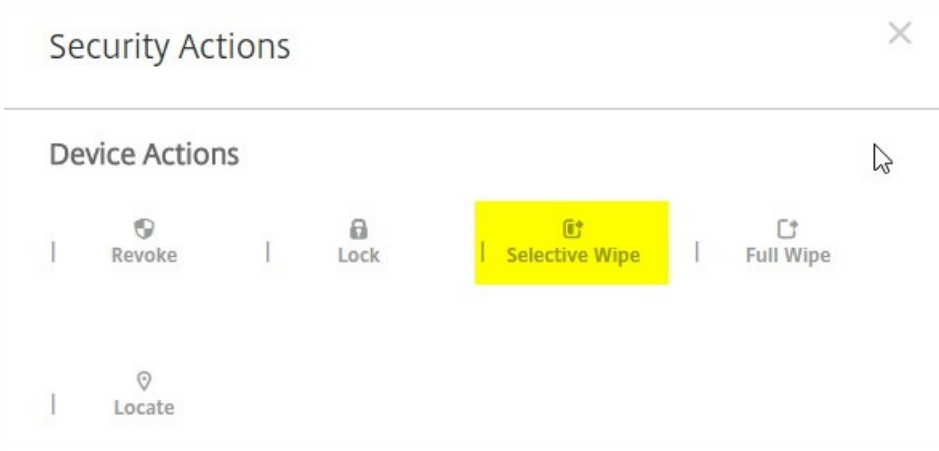 Security Actions
Device Actions
| Revoke | Lock | Selective Wipe | Full Wipe
| Locate